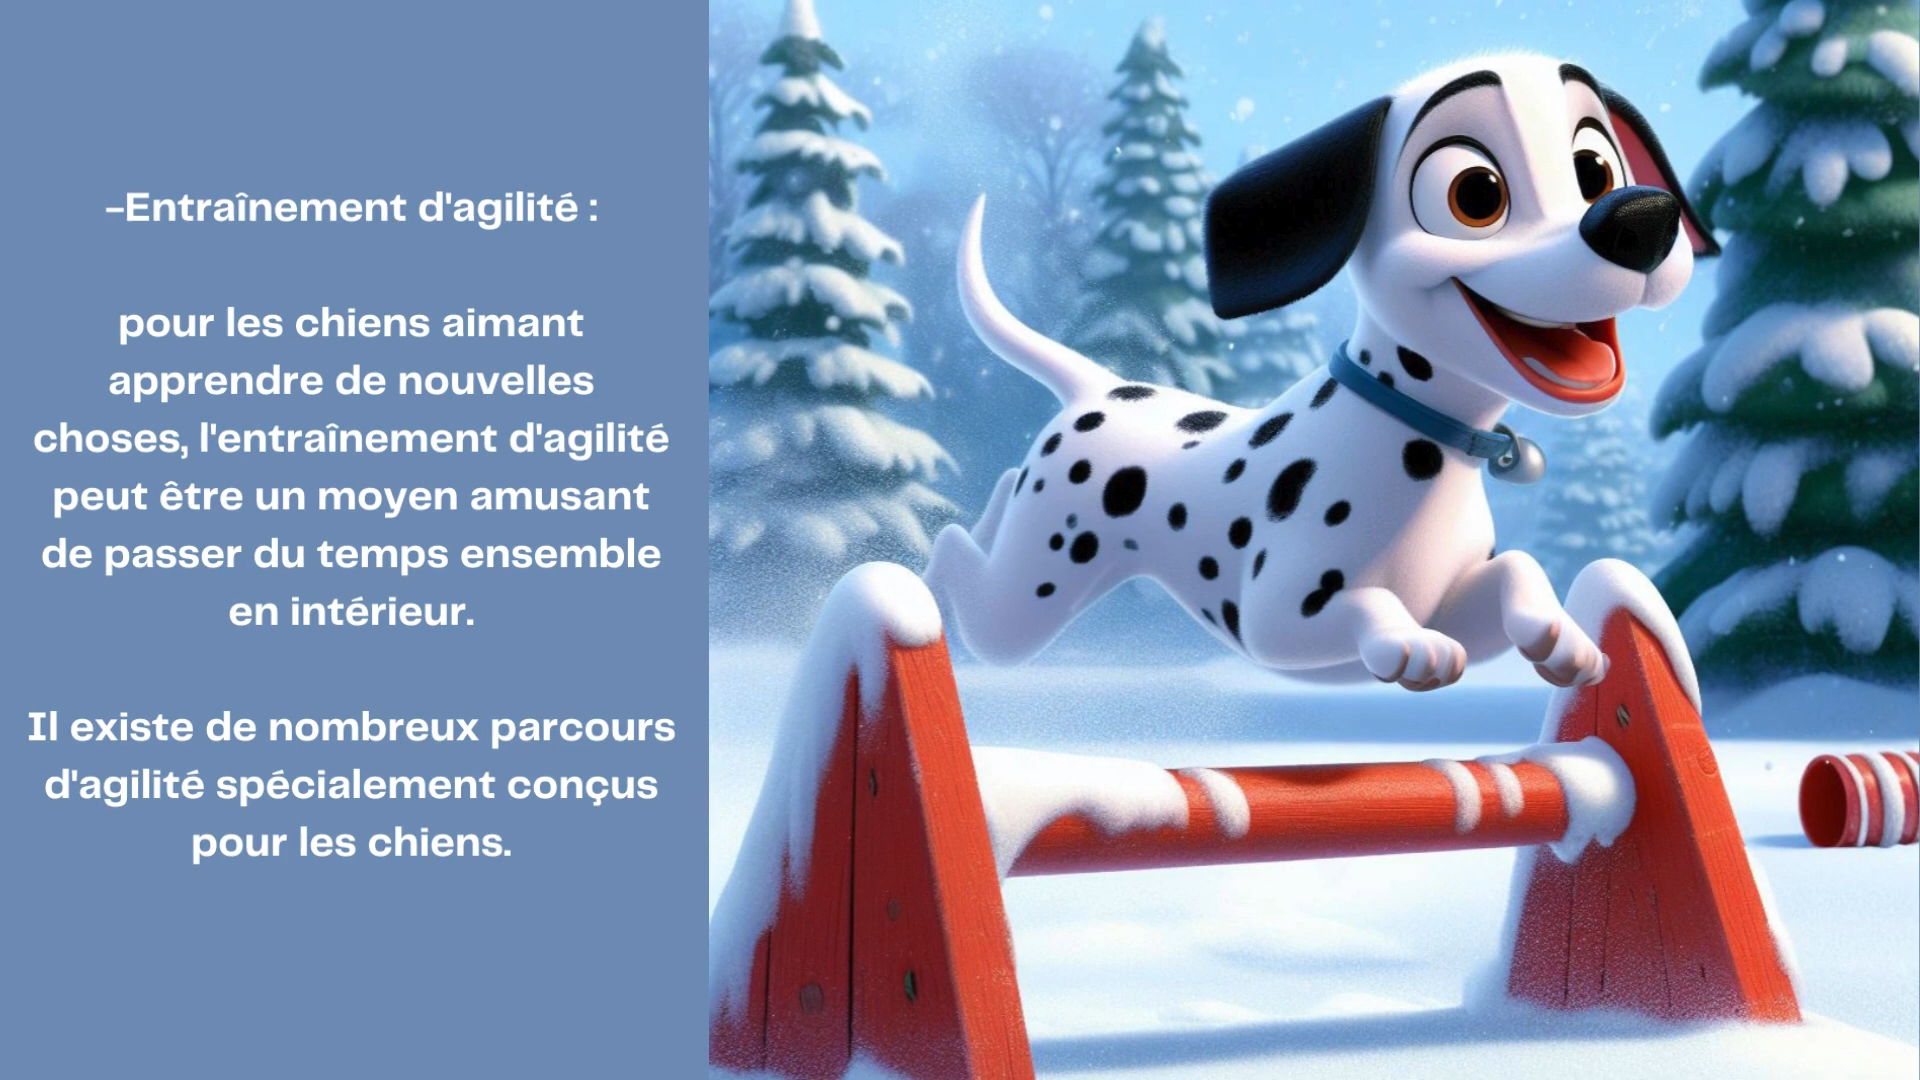 -Entraînement d'agilité :
pour les chiens aimant
apprendre de nouvelles
choses, l'entraînement d'agilité
peut être un moyen amusant
de passer du temps ensemble
en intérieur.
Il existe de nombreux parcours
d'agilité spécialement conçus
pour les chiens.